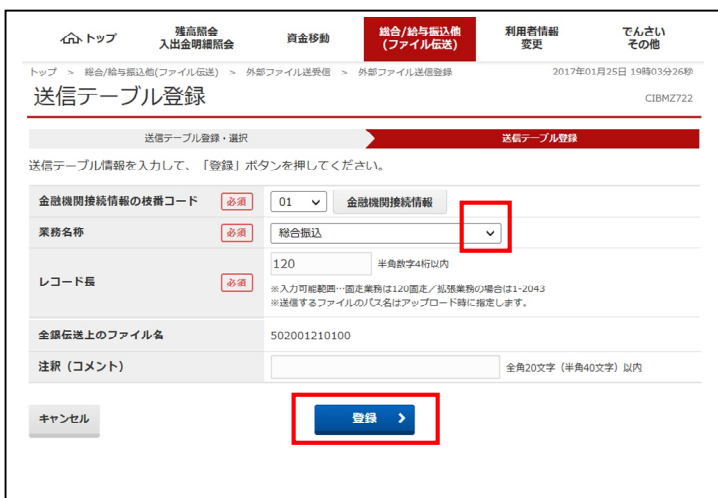 トップ
残高照会
入出金明細照会
資金移動
総合/給与振込他
(ファイル伝送)
利用者情報
変更
でんさい
その他
トップ > 総合/給与振込他(ファイル伝送) > 外部ファイル送受信 > 外部ファイル送信登録
2017年01月25日 19時03分26秒
送信テーブル登録
CIBMZ722
送信テーブル登録・選択
送信テーブル登録
送信テーブル情報を入力して、「登録」ボタンを押してください。
金融機関接続情報の枝番コード 必須 01 金融機関接続情報
業務名称 必須 総合振込
レコード長 必須 120 半角数字4桁以内
※入力可能範囲…固定業務は120固定/拡張業務の場合は1-2043
※送信するファイルのパス名はアップロード時に指定します。
全銀伝送上のファイル名 502001210100
注釈(コメント) 全角20文字(半角40文字)以内
キャンセル
登録